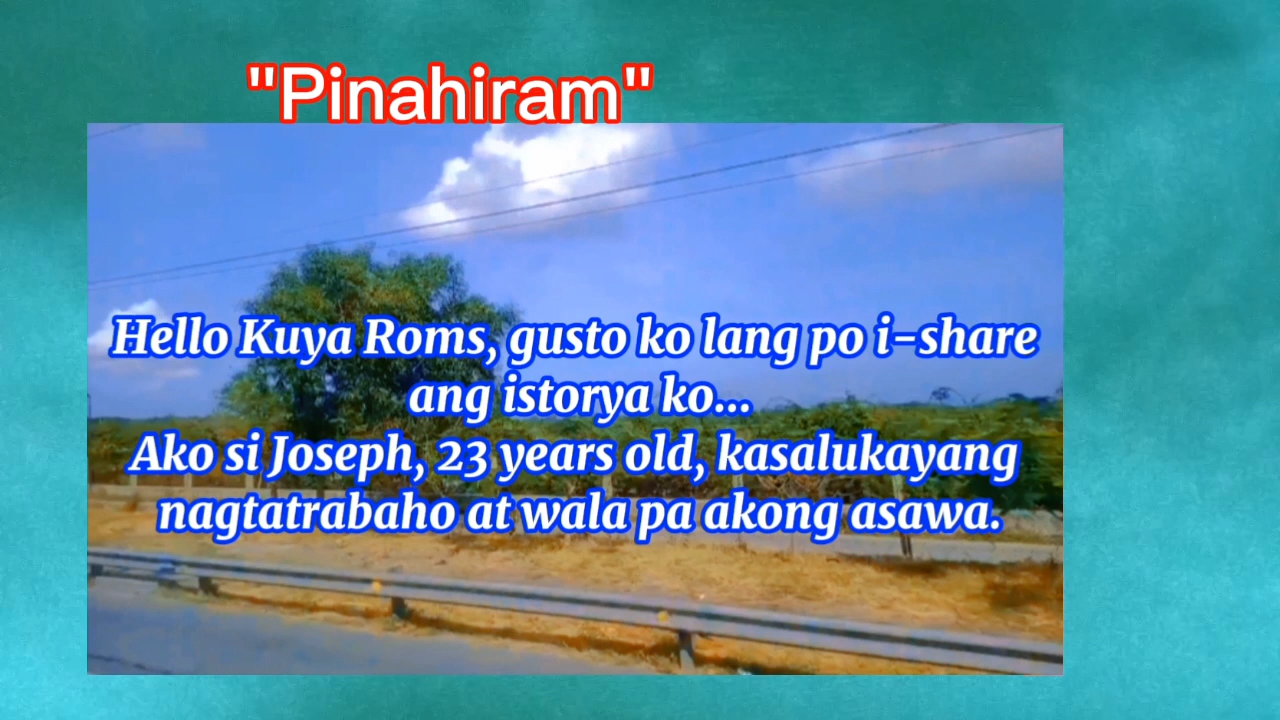 "Pinahiram"
Hello Kuya Roms, gusto ko lang po i-share
ang istorya ko...
Ako si Joseph, 23 years old, kasalukayang
nagtatrabaho at wala pa akong asawa.